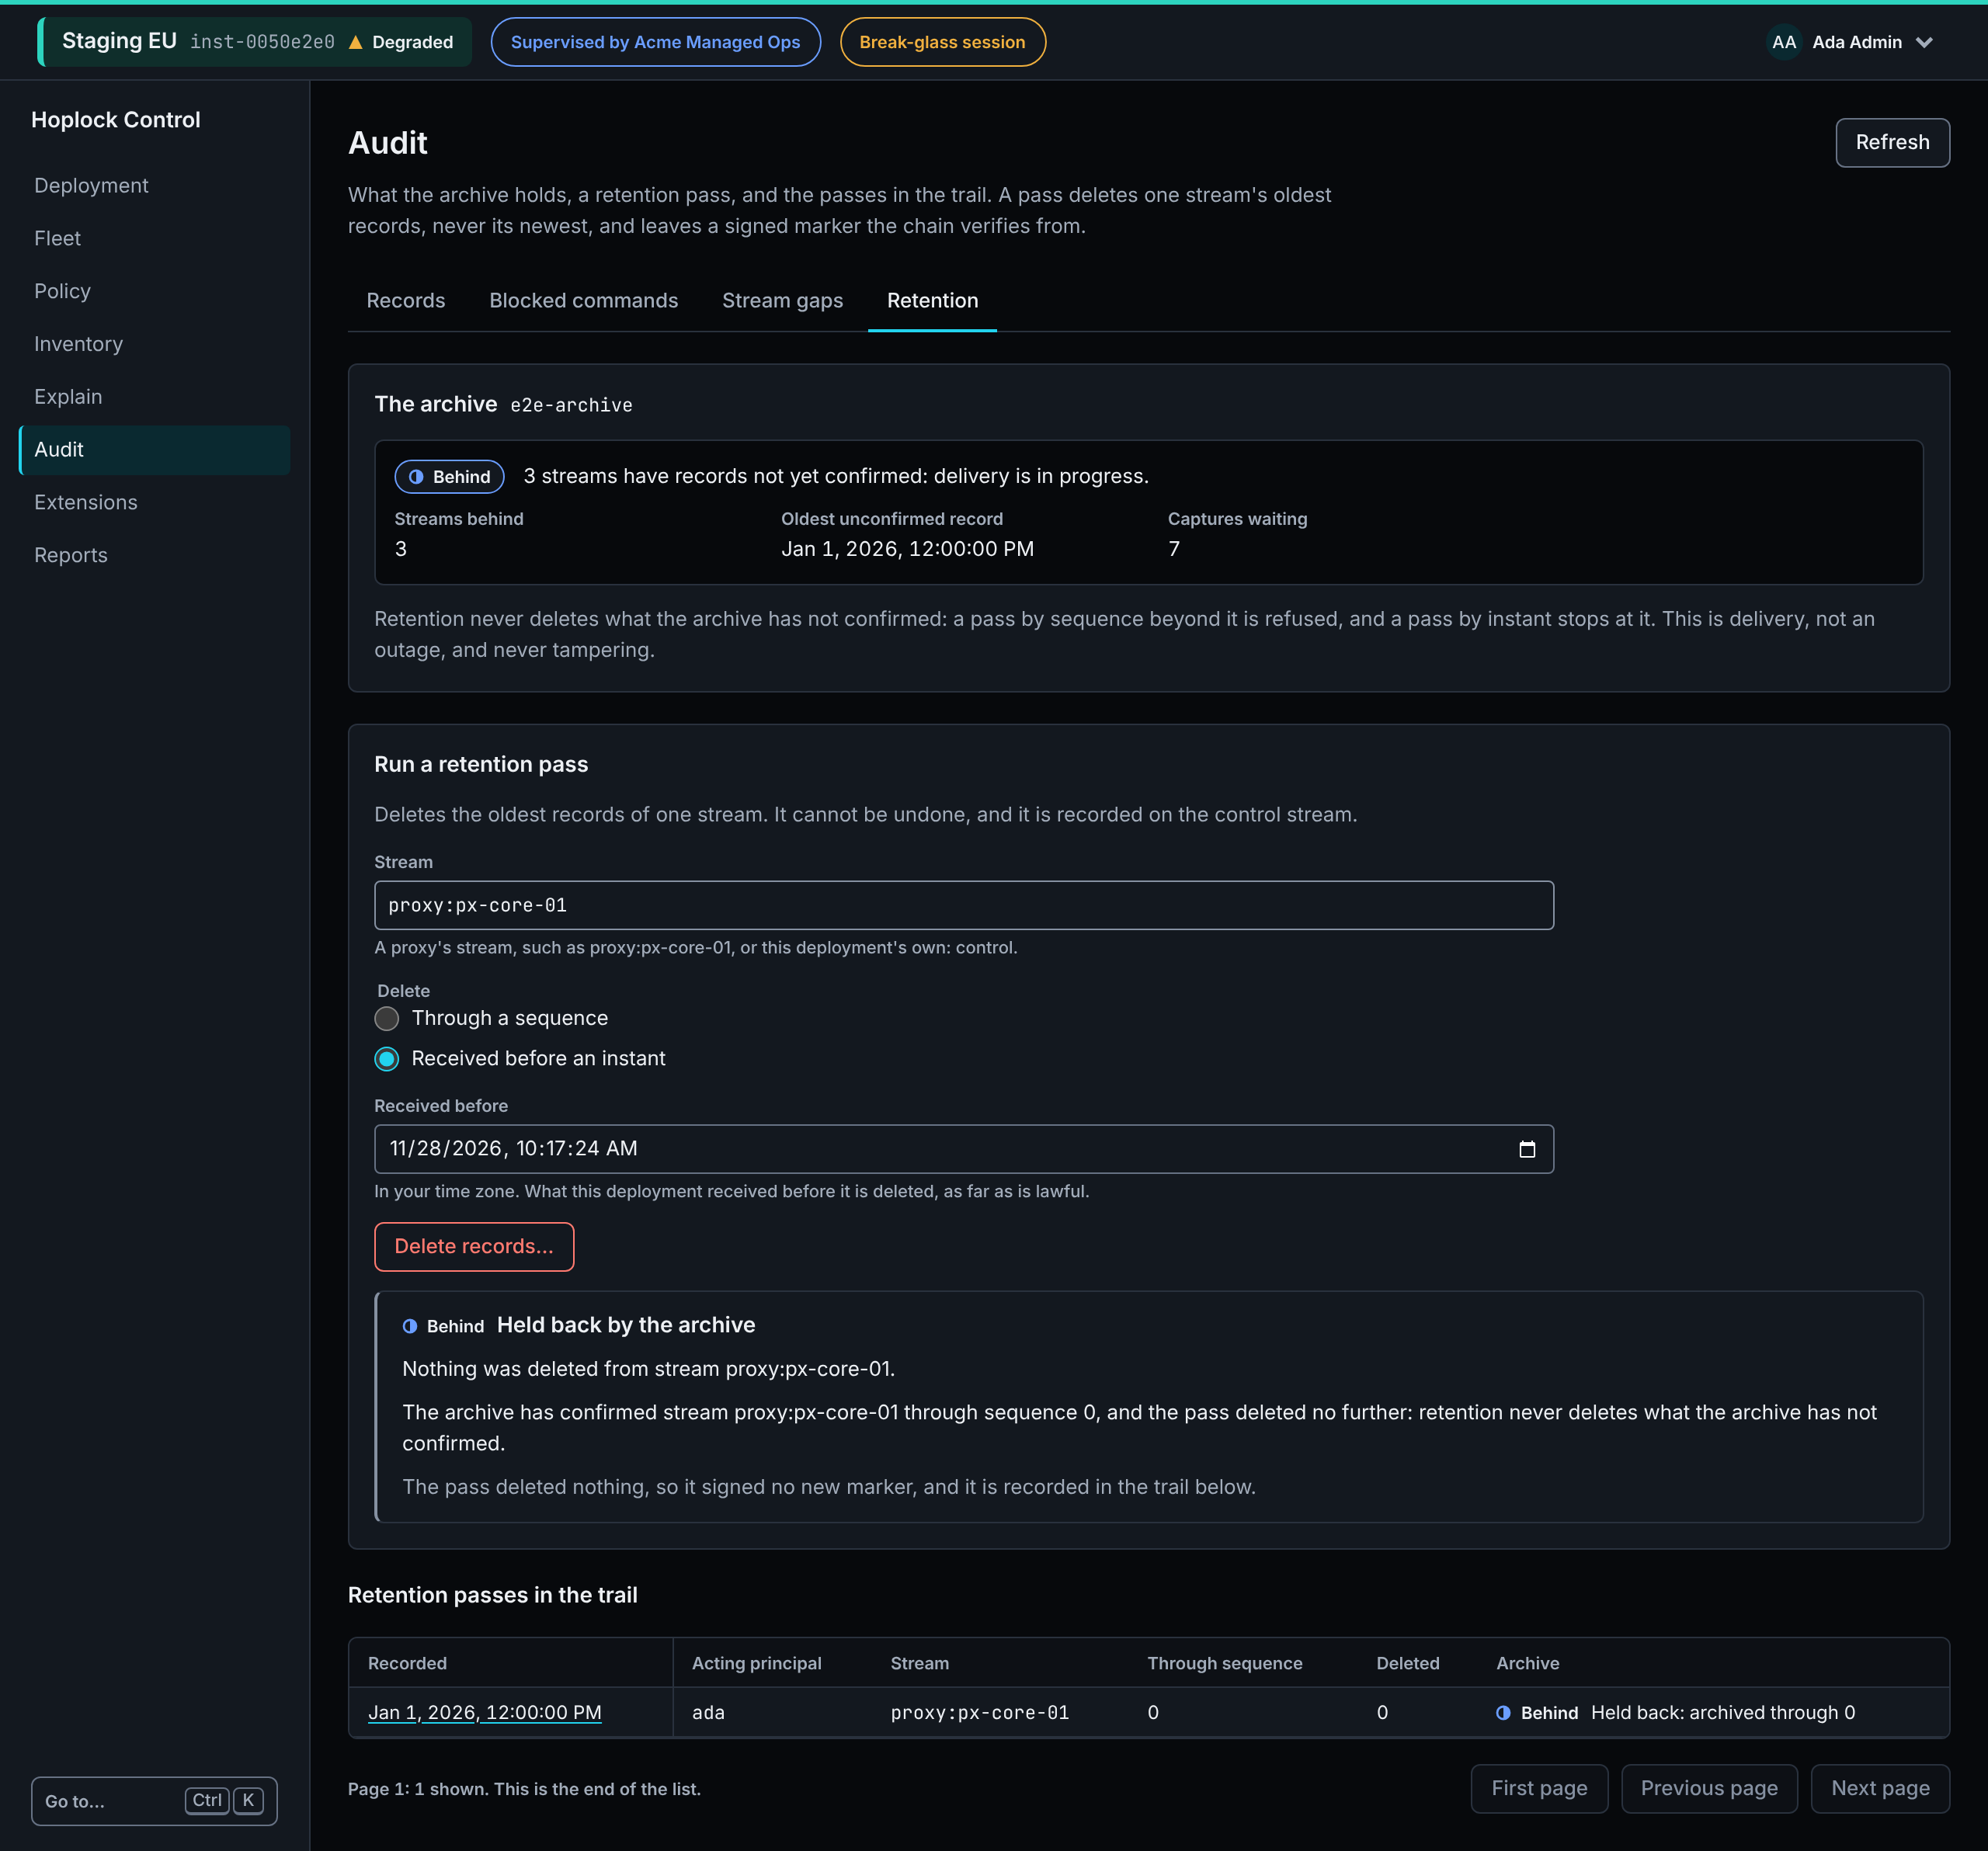 Staging EU inst-0050e2e0 Degraded
Supervised by Acme Managed Ops
Break-glass session
AA Ada Admin
Hoplock Control
Deployment
Fleet
Policy
Inventory
Explain
Audit
Extensions
Reports
Go to...
Ctrl K
Audit
Refresh
What the archive holds, a retention pass, and the passes in the trail. A pass deletes one stream's oldest
records, never its newest, and leaves a signed marker the chain verifies from.
Records Blocked commands Stream gaps Retention
The archive e2e-archive
Behind 3 streams have records not yet confirmed: delivery is in progress.
Streams behind Oldest unconfirmed record Captures waiting
3 Jan 1, 2026, 12:00:00 PM 7
Retention never deletes what the archive has not confirmed: a pass by sequence beyond it is refused, and a pass by instant stops at it. This is delivery, not an
outage, and never tampering.
Run a retention pass
Deletes the oldest records of one stream. It cannot be undone, and it is recorded on the control stream.
Stream
proxy:px-core-01
A proxy's stream, such as proxy:px-core-01, or this deployment's own: control.
Delete
Through a sequence
Received before an instant
Received before
11/28/2026, 10:17:24 AM
In your time zone. What this deployment received before it is deleted, as far as is lawful.
Delete records...
Behind Held back by the archive
Nothing was deleted from stream proxy:px-core-01.
The archive has confirmed stream proxy:px-core-01 through sequence 0, and the pass deleted no further: retention never deletes what the archive has not
confirmed.
The pass deleted nothing, so it signed no new marker, and it is recorded in the trail below.
Retention passes in the trail
Recorded Acting principal Stream Through sequence Deleted Archive
Jan 1, 2026, 12:00:00 PM ada proxy:px-core-01 0 0 Behind Held back: archived through 0
Page 1: 1 shown. This is the end of the list.
First page Previous page Next page